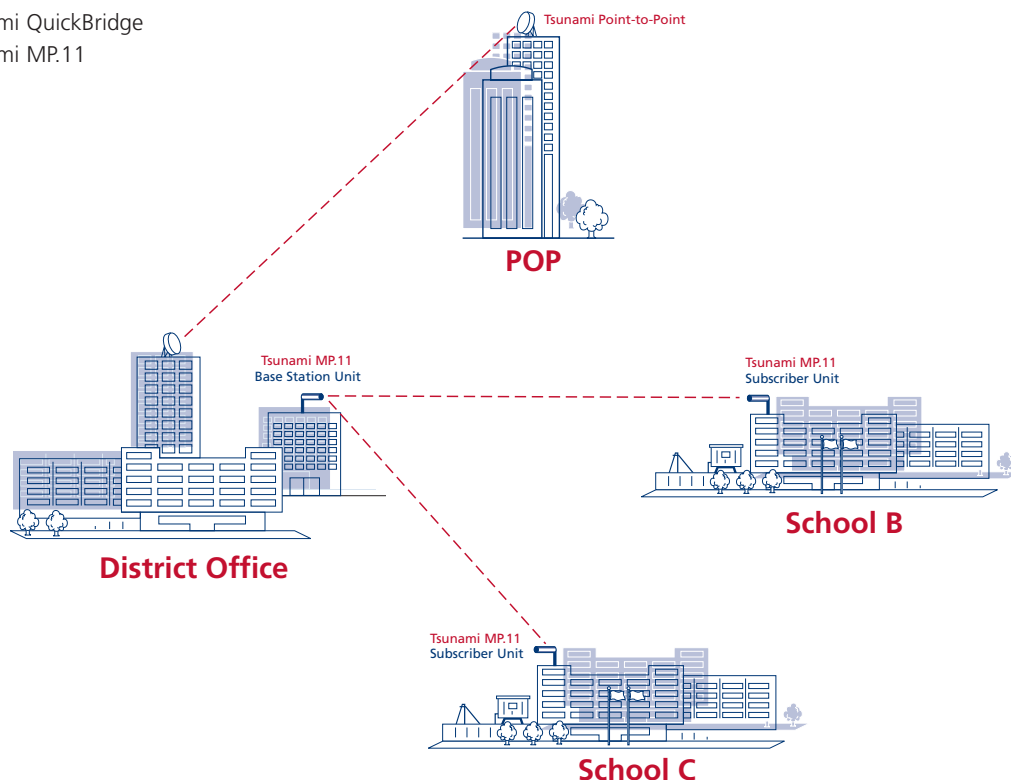 mi QuickBridge
mi MP.11
Tsunami Point-to-Point
POP
Tsunami MP.11
Base Station Unit
Tsunami MP.11
Subscriber Unit
District Office
School B
Tsunami MP.11
Subscriber Unit
School C